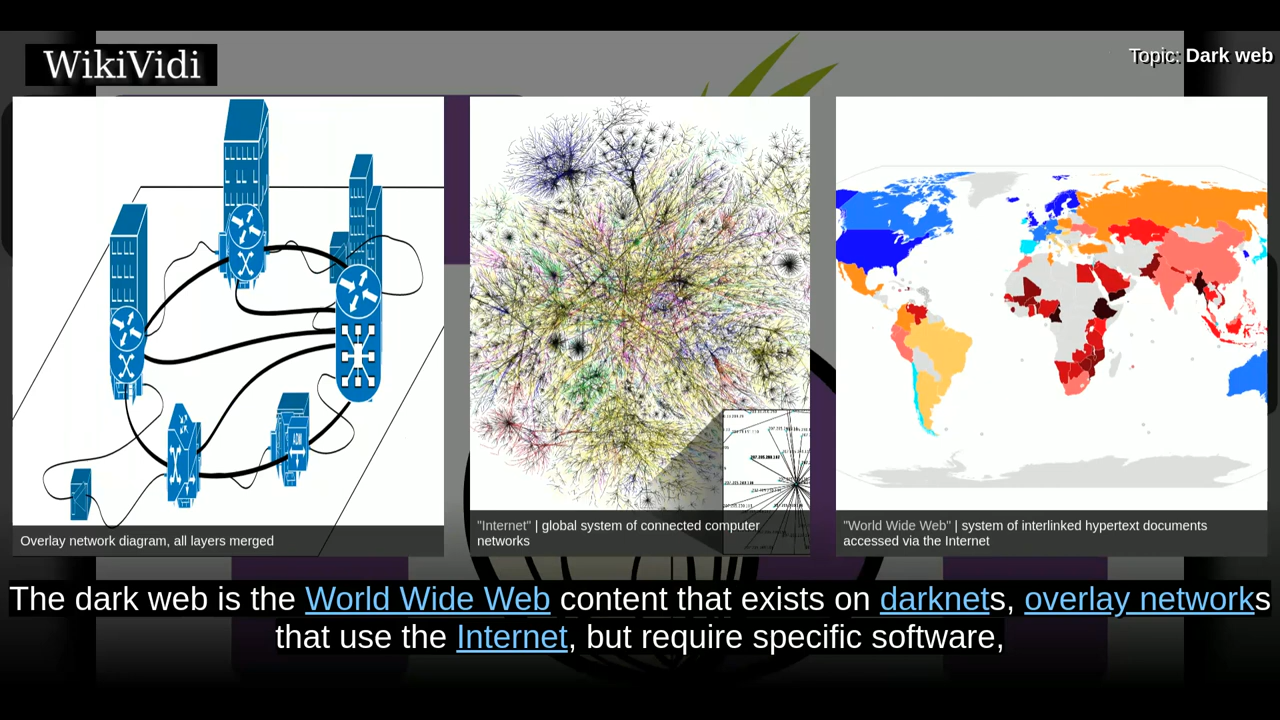 WikiVidi
Topic: Dark web
ADM
Overlay network diagram, all layers merged
"Internet" | global system of connected computer
networks
"World Wide Web" | system of interlinked hypertext documents
accessed via the Internet
The dark web is the World Wide Web content that exists on darknets, overlay networks
that use the Internet, but require specific software,